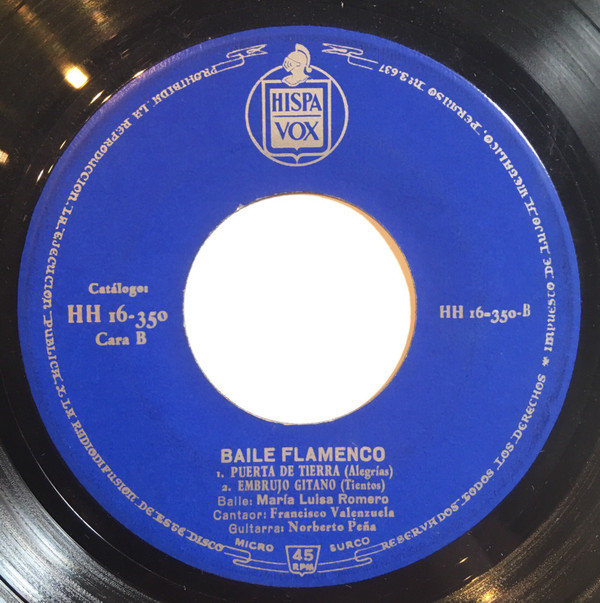 HISPA
VOX
Catálogo:
HH 16-350
Cara B
HH 16-350-B
BAILE FLAMENCO
1. PUERTA DE TIERRA (Alegrías)
2. EMBRUJO GITANO (Tientos)
Baile: María Luisa Romero
Cantaor: Francisco Valenzuela
Guitarra: Norberto Peña
MICRO SURCO
45
RPM
IMPUESTO DE LUJO A METALICO. PERMISO Nº 3.637
PROHIBIDA LA REPRODUCCION. LA EJECUCION PUBLICA Y LA RADIODIFUSION DE ESTE DISCO
RESERVADOS TODOS LOS DERECHOS *